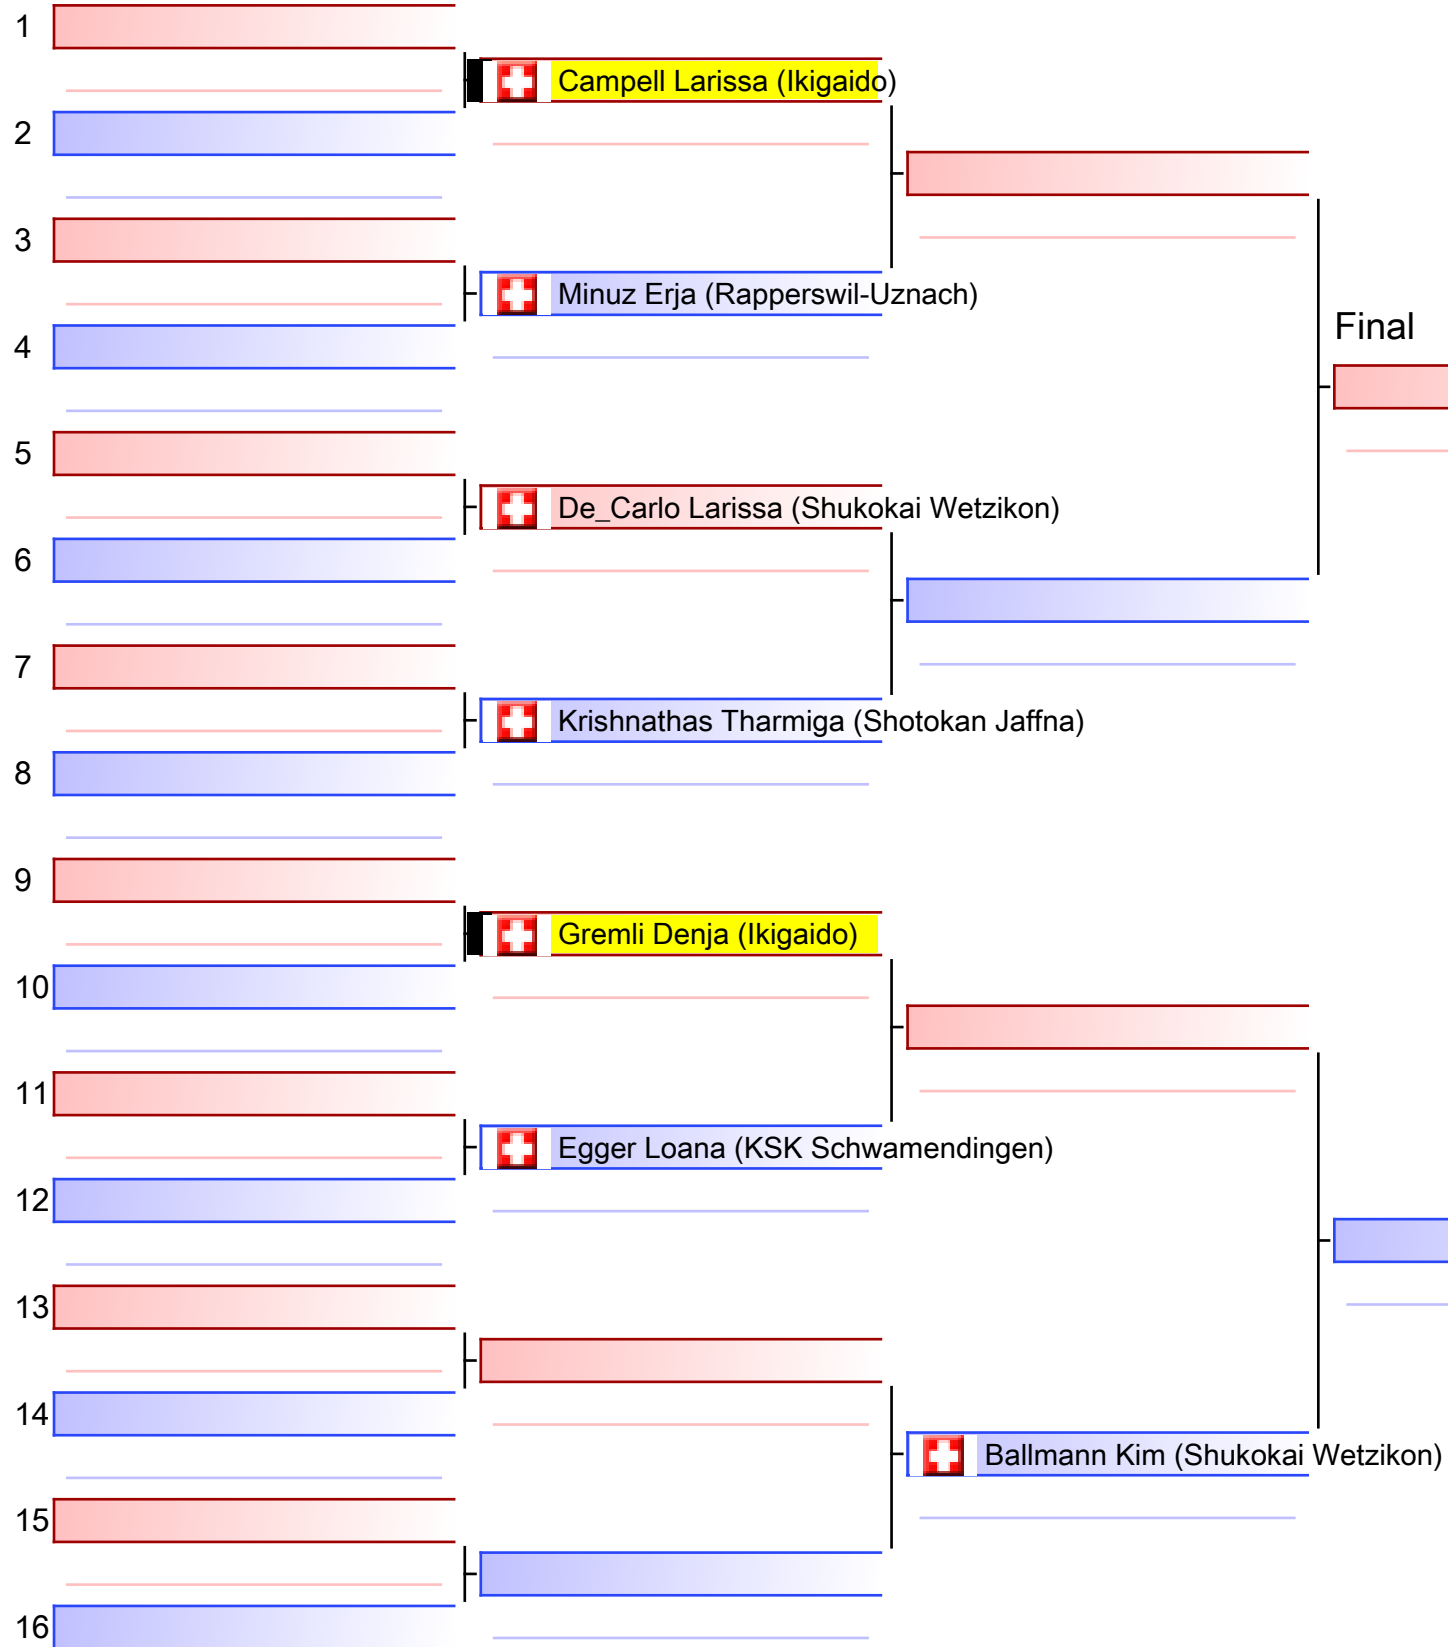 1
Campell Larissa (Ikigaido)
2
3
Minuz Erja (Rapperswil-Uznach)
Final
4
5
De_Carlo Larissa (Shukokai Wetzikon)
6
7
Krishnathas Tharmiga (Shotokan Jaffna)
8
9
Gremli Denja (Ikigaido)
10
11
Egger Loana (KSK Schwamendingen)
12
13
14
Ballmann Kim (Shukokai Wetzikon)
15
16